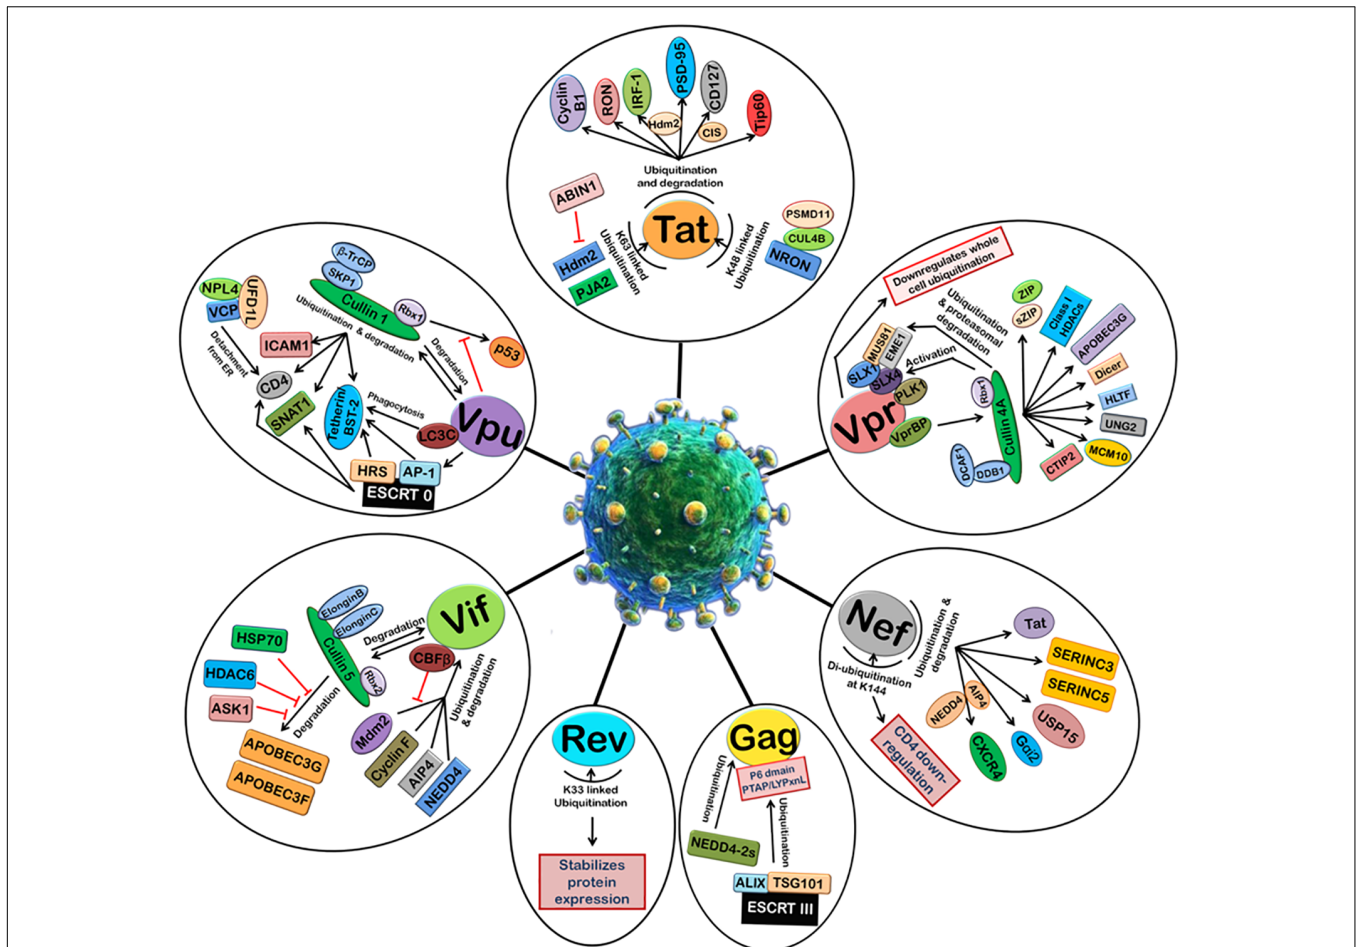 Cyclin
B1
RON
IRF-1
PSD-95
CD127
Tip60
Hdm2
CIS
Ubiquitination
and degradation
ABIN1
Hdm2
PJA2
K63 linked
Ubiquitination
Tat
K48 linked
Ubiquitination
PSMD11
CUL4B
NRON
β-TrCP
SKP1
Cullin 1
Rbx1
NPL4
VCP
UFD1L
Ubiquitination & degradation
Detachment
from ER
ICAM1
CD4
SNAT1
Tetherin/
BST-2
Degradation
p53
Phagocytosis
LC3C
Vpu
HRS
AP-1
ESCRT 0
Downregulates whole
cell ubiquitination
Ubiquitination
& proteasomal
degradation
MUS81
EME1
SLX1
SLX4
Activation
PLK1
Vpr
VprBP
Rbx1
Cullin 4A
DCAF1
DDB1
ZIP
sZIP
Class I
HDACs
APOBEC3G
Dicer
HLTF
UNG2
MCM10
CTIP2
ElonginB
ElonginC
Cullin 5
Rbx2
Degradation
Vif
CBFβ
HSP70
HDAC6
ASK1
Degradation
APOBEC3G
APOBEC3F
Ubiquitination
& degradation
Mdm2
Cyclin F
AIP4
NEDD4
Rev
K33 linked
Ubiquitination
Stabilizes
protein
expression
Gag
P6 dmain
PTAP/LYPxnL
Ubiquitination
Ubiquitination
NEDD4-2s
ALIX
TSG101
ESCRT III
Nef
Ubiquitination &
degradation
Di-ubiquitination
at K144
CD4 down-
regulation
Tat
SERINC3
SERINC5
USP15
Gαi2
CXCR4
NEDD4
AIP4